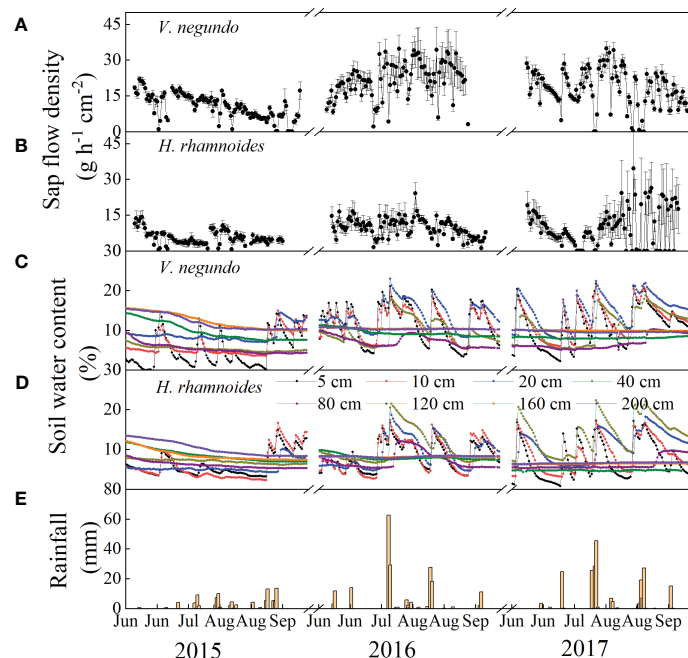 A
V. negundo
45
30
15
0
Sap flow density
(g h⁻¹ cm⁻²)
B
H. rhamnoides
45
15
30
C
V. negundo
20
10
30
Soil water content
(%)
D
H. rhamnoides
5 cm 10 cm 20 cm 40 cm
80 cm 120 cm 160 cm 200 cm
20
10
80
E
60
40
20
0
Rainfall
(mm)
Jun Jun Jul Aug Aug Sep Jun Jun Jul Aug Aug Sep Jun Jun Jul Aug Aug Sep
2015 2016 2017